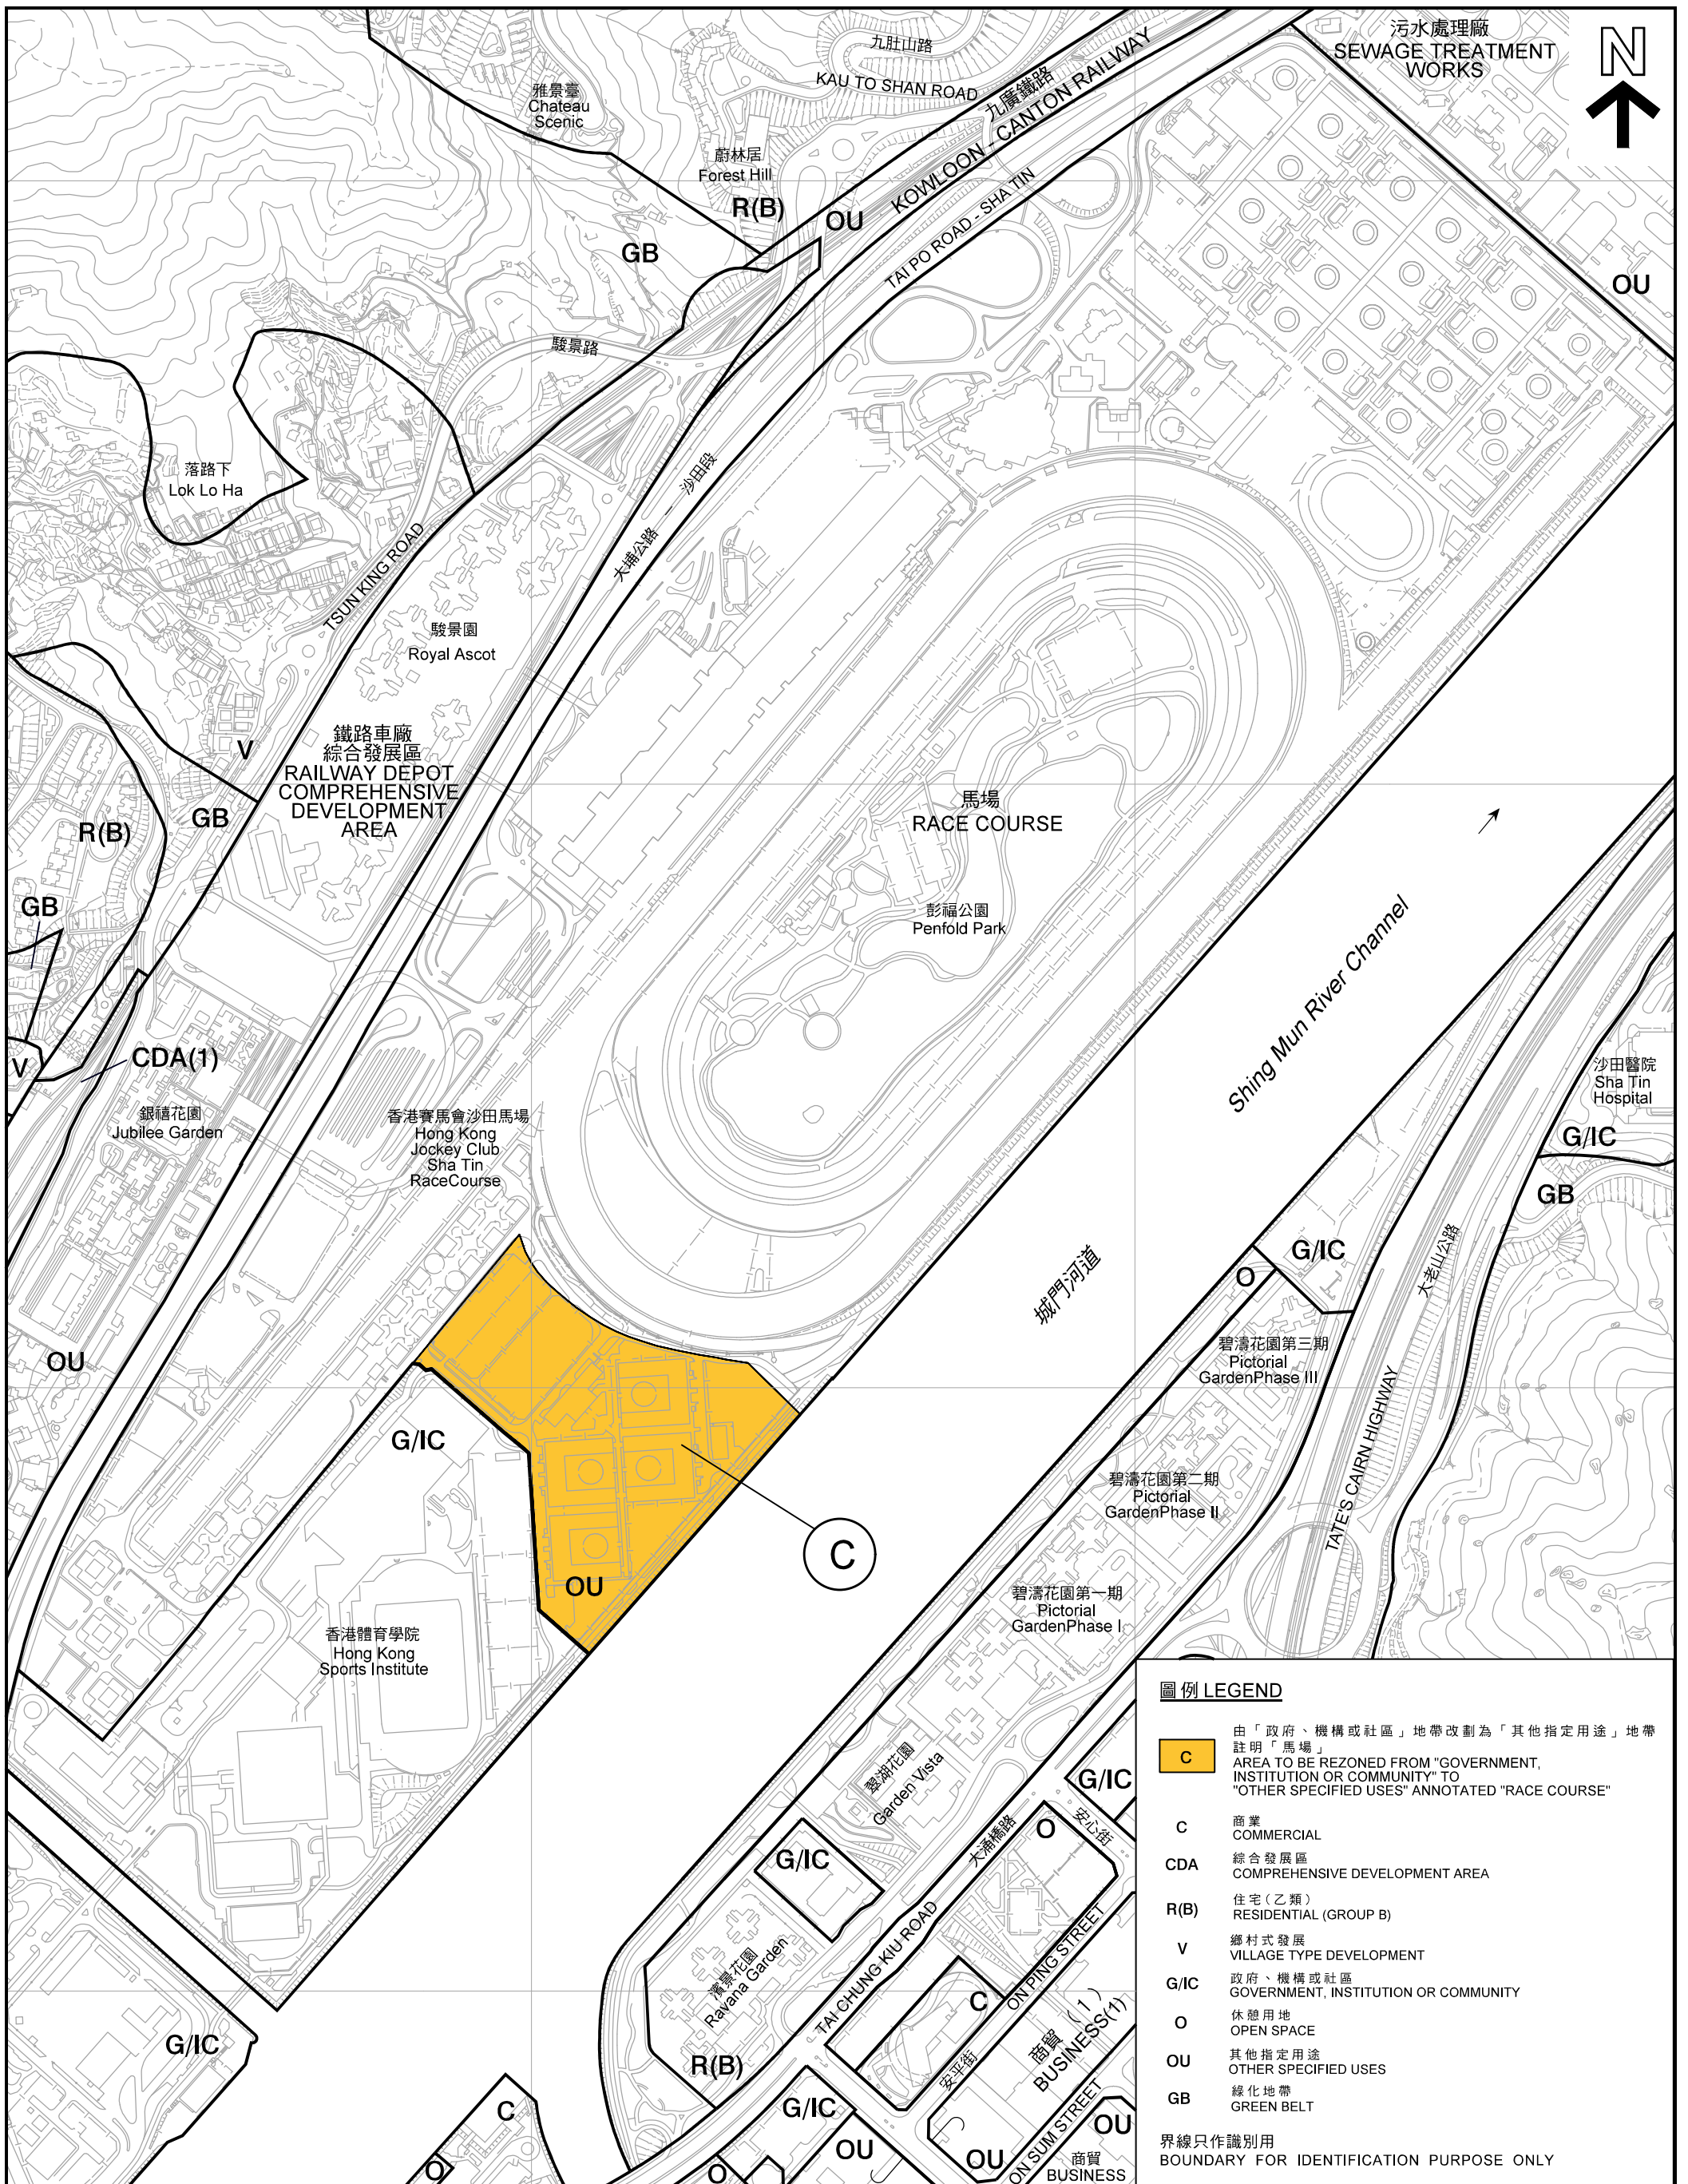 污水處理廠
SEWAGE TREATMENT
WORKS
N
九肚山路
KAU TO SHAN ROAD
九廣鐵路
KOWLOON - CANTON RAILWAY
雅景臺
Chateau
Scenic
蔚林居
Forest Hill
R(B)
OU
GB
TAI PO ROAD - SHA TIN
OU
駿景路
落路下
Lok Lo Ha
TSUN KING ROAD
大埔公路 - 沙田段
駿景園
Royal Ascot
鐵路車廠
綜合發展區
RAILWAY DEPOT
COMPREHENSIVE
DEVELOPMENT
AREA
V
GB
R(B)
GB
馬場
RACE COURSE
彭福公園
Penfold Park
Shing Mun River Channel
城門河道
V
CDA(1)
銀禧花園
Jubilee Garden
香港賽馬會沙田馬場
Hong Kong
Jockey Club
Sha Tin
RaceCourse
沙田醫院
Sha Tin
Hospital
G/IC
GB
G/IC
O
大老山公路
TATE'S CAIRN HIGHWAY
碧濤花園第三期
Pictorial
GardenPhase III
OU
G/IC
碧濤花園第二期
Pictorial
GardenPhase II
C
OU
碧濤花園第一期
Pictorial
GardenPhase I
香港體育學院
Hong Kong
Sports Institute
翠湖花園
Garden Vista
G/IC
G/IC
O
安心街
大涌橋路
TAI CHUNG KIU ROAD
濱景花園
Ravana Garden
R(B)
C
ON PING STREET
安平街
商貿（1）
BUSINESS(1)
ON SUM STREET
G/IC
C
O
G/IC
OU
O
OU
OU
商貿
BUSINESS
圖例 LEGEND
C
由「政府、機構或社區」地帶改劃為「其他指定用途」地帶
註明「馬場」
AREA TO BE REZONED FROM "GOVERNMENT,
INSTITUTION OR COMMUNITY" TO
"OTHER SPECIFIED USES" ANNOTATED "RACE COURSE"
C
商業
COMMERCIAL
CDA
綜合發展區
COMPREHENSIVE DEVELOPMENT AREA
R(B)
住宅（乙類）
RESIDENTIAL (GROUP B)
V
鄉村式發展
VILLAGE TYPE DEVELOPMENT
G/IC
政府、機構或社區
GOVERNMENT, INSTITUTION OR COMMUNITY
O
休憩用地
OPEN SPACE
OU
其他指定用途
OTHER SPECIFIED USES
GB
綠化地帶
GREEN BELT
界線只作識別用
BOUNDARY FOR IDENTIFICATION PURPOSE ONLY